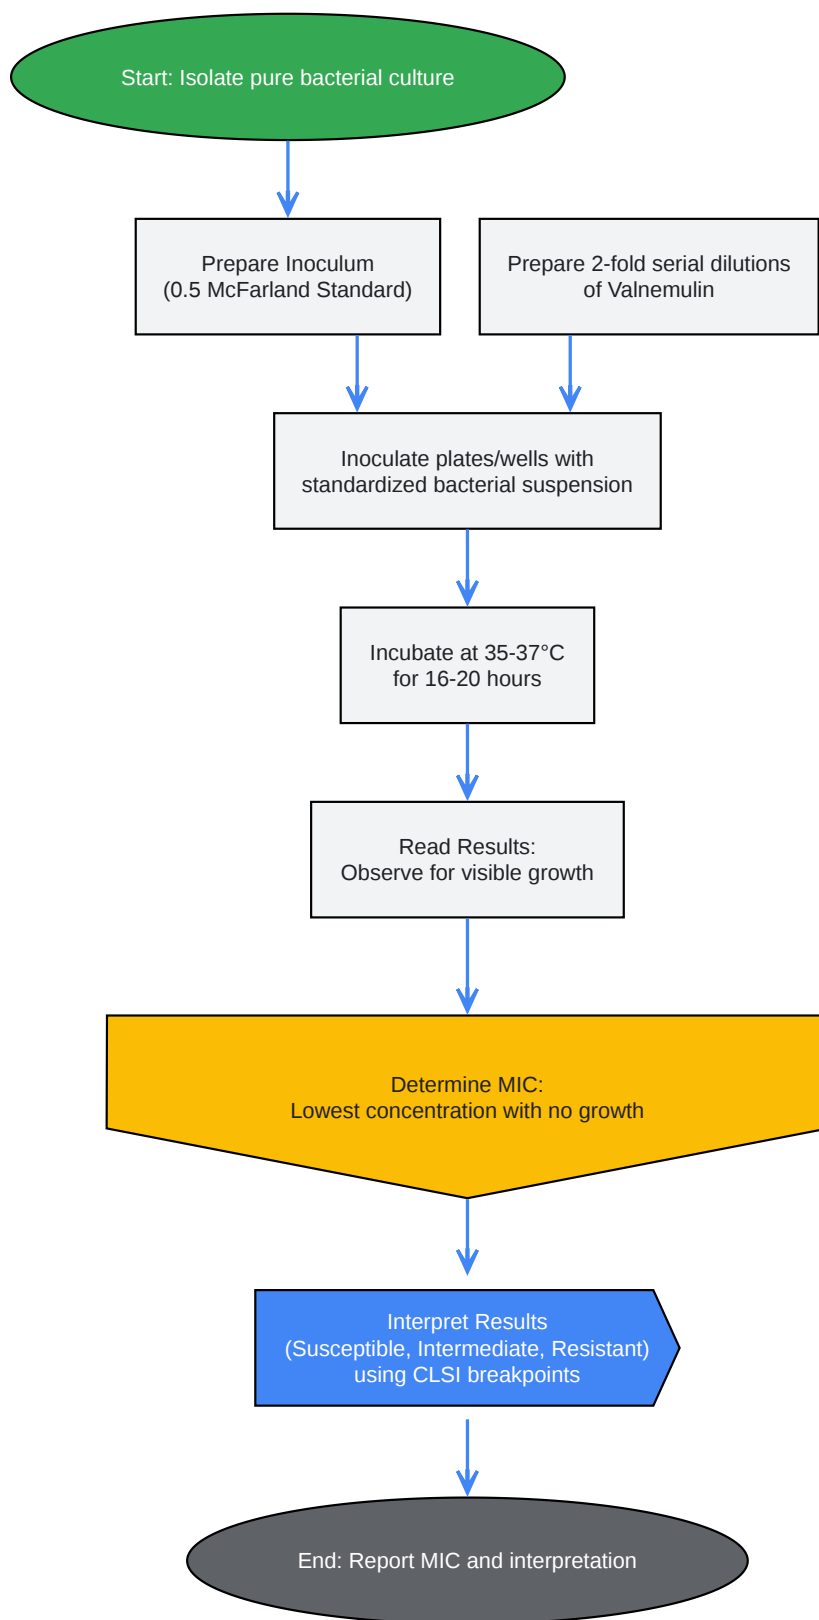 Start: Isolate pure bacterial culture
Prepare Inoculum
(0.5 McFarland Standard)
Prepare 2-fold serial dilutions
of Valnemulin
Inoculate plates/wells with
standardized bacterial suspension
Incubate at 35-37°C
for 16-20 hours
Read Results:
Observe for visible growth
Determine MIC:
Lowest concentration with no growth
Interpret Results
(Susceptible, Intermediate, Resistant)
using CLSI breakpoints
End: Report MIC and interpretation